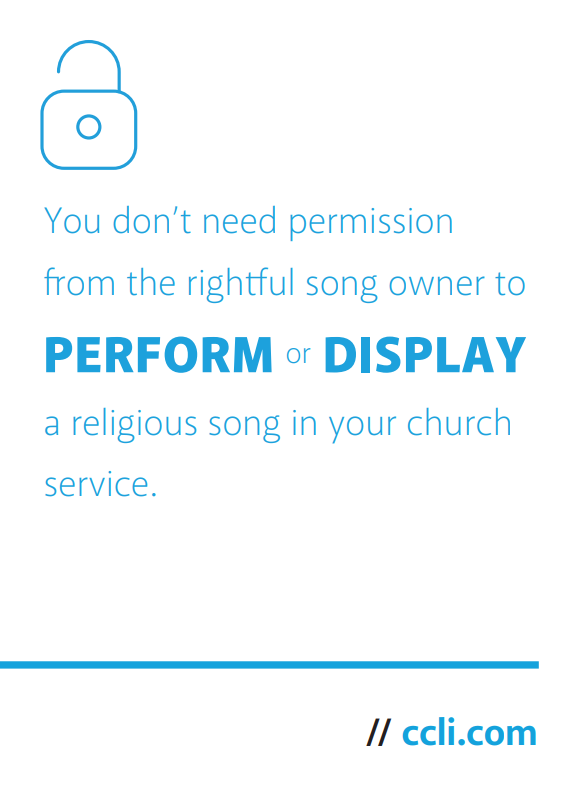 You don’t need permission
from the rightful song owner to
PERFORM or DISPLAY
a religious song in your church
service.
// ccli.com